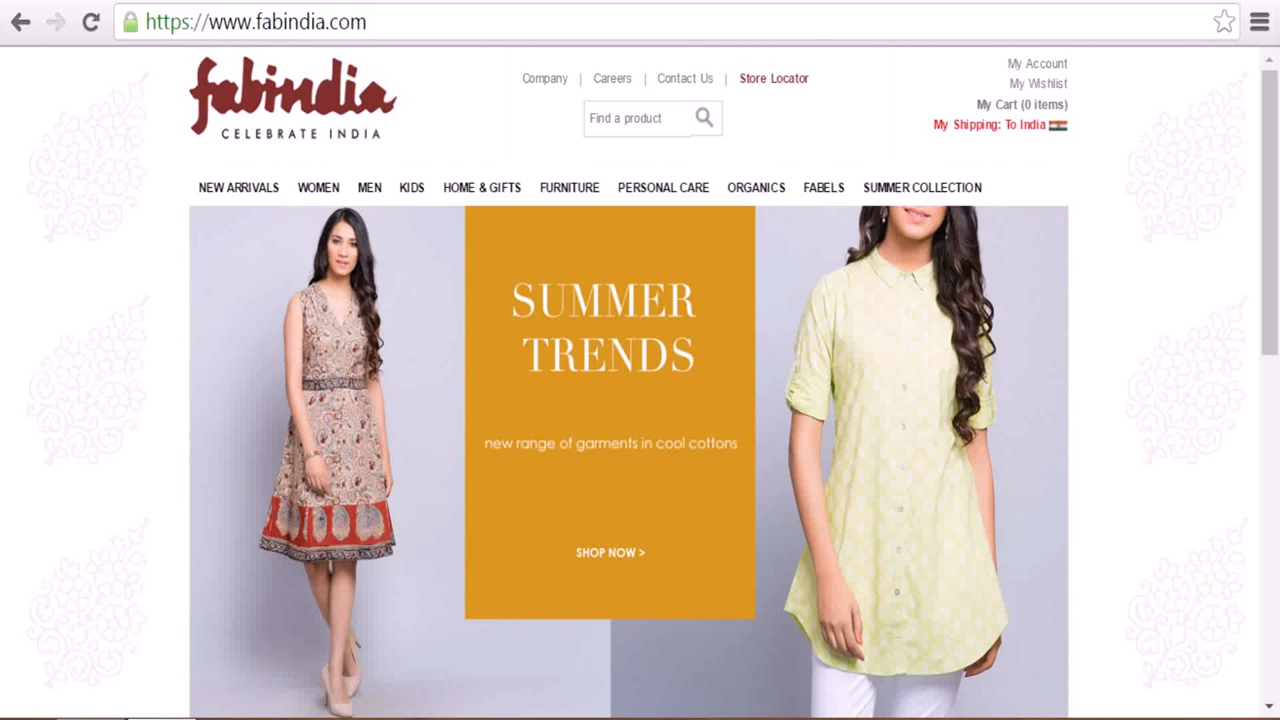 https://www.fabindia.com
fabindia
CELEBRATE INDIA
Company | Careers | Contact Us | Store Locator
Find a product
My Account
My Wishlist
My Cart (0 items)
My Shipping: To India
NEW ARRIVALS WOMEN MEN KIDS HOME & GIFTS FURNITURE PERSONAL CARE ORGANICS FABELS SUMMER COLLECTION
SUMMER
TRENDS
new range of garments in cool cottons
SHOP NOW >